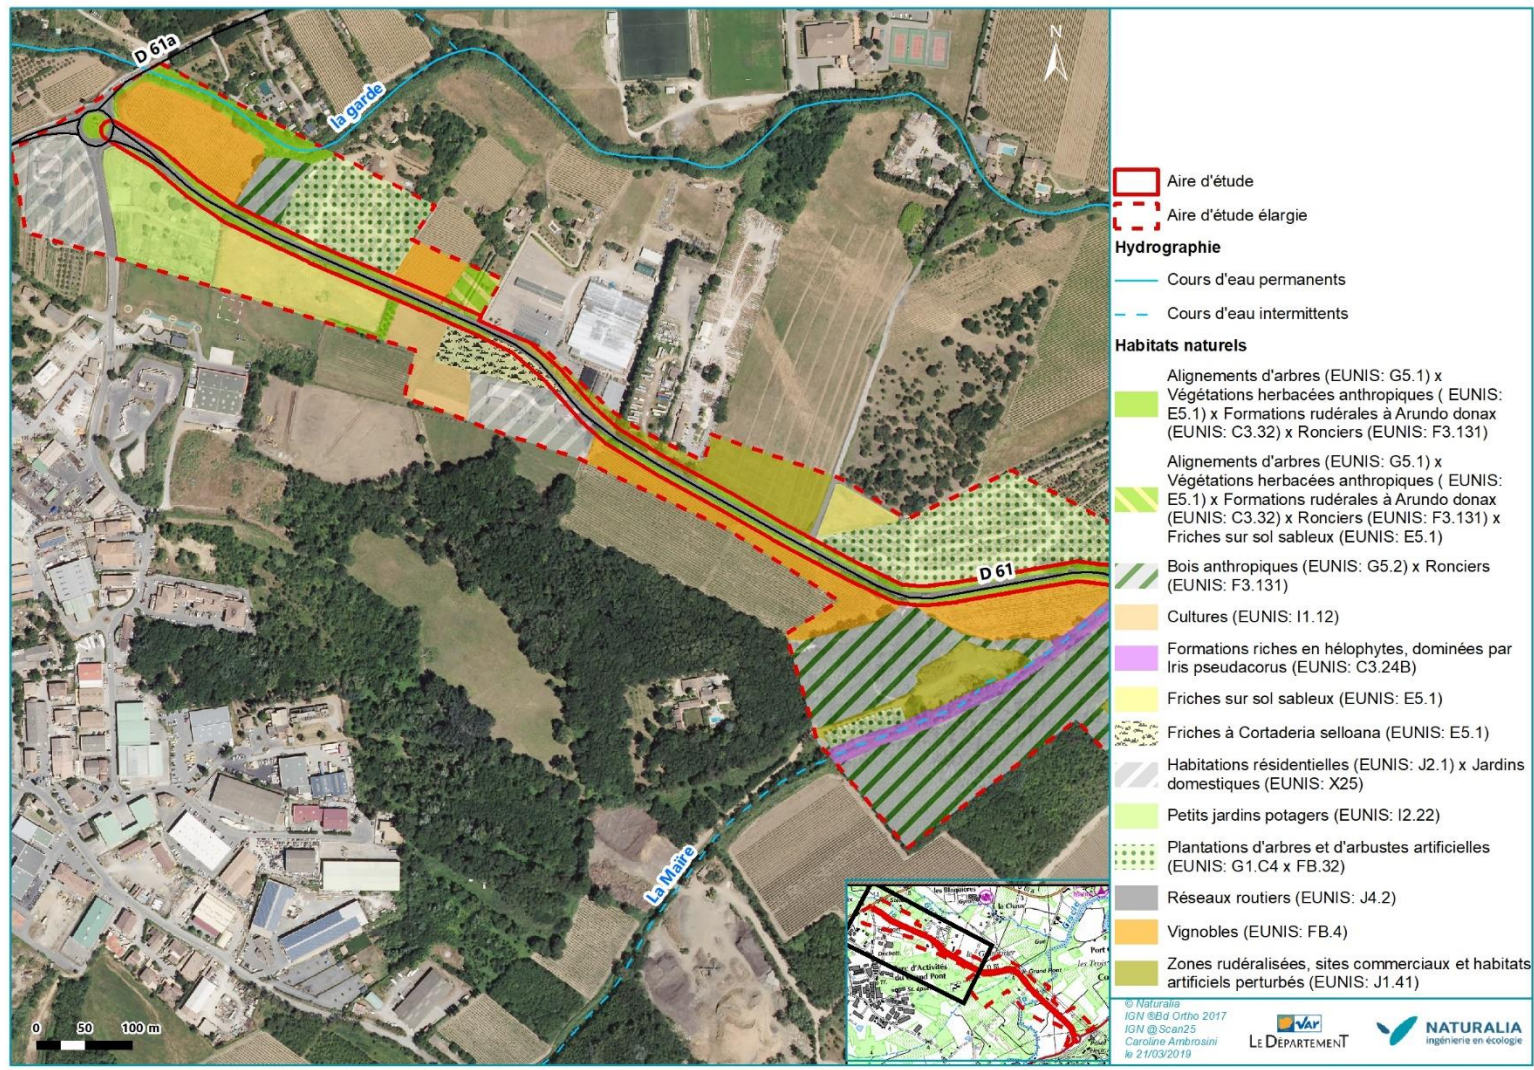 D 61a
N
la garde
D 61
La Maïre
0 50 100 m
Aire d'étude
Aire d'étude élargie
Hydrographie
Cours d'eau permanents
Cours d'eau intermittents
Habitats naturels
Alignements d'arbres (EUNIS: G5.1) x
Végétations herbacées anthropiques ( EUNIS:
E5.1) x Formations rudérales à Arundo donax
(EUNIS: C3.32) x Ronciers (EUNIS: F3.131)
Alignements d'arbres (EUNIS: G5.1) x
Végétations herbacées anthropiques ( EUNIS:
E5.1) x Formations rudérales à Arundo donax
(EUNIS: C3.32) x Ronciers (EUNIS: F3.131) x
Friches sur sol sableux (EUNIS: E5.1)
Bois anthropiques (EUNIS: G5.2) x Ronciers
(EUNIS: F3.131)
Cultures (EUNIS: I1.12)
Formations riches en hélophytes, dominées par
Iris pseudacorus (EUNIS: C3.24B)
Friches sur sol sableux (EUNIS: E5.1)
Friches à Cortaderia selloana (EUNIS: E5.1)
Habitations résidentielles (EUNIS: J2.1) x Jardins
domestiques (EUNIS: X25)
Petits jardins potagers (EUNIS: I2.22)
Plantations d'arbres et d'arbustes artificielles
(EUNIS: G1.C4 x FB.32)
Réseaux routiers (EUNIS: J4.2)
Vignobles (EUNIS: FB.4)
Zones rudéralisées, sites commerciaux et habitats
artificiels perturbés (EUNIS: J1.41)
© Naturalia
IGN ®Bd Ortho 2017
IGN @Scan25
Caroline Ambrosini
le 21/03/2019
Var
LE DÉPARTEMENT
NATURALIA
ingénierie en écologie
d'Activités
Grand Pont